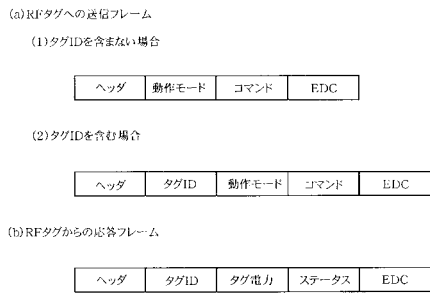 (a)RFタグへの送信フレーム
(1)タグIDを含まない場合
ヘッダ 動作モード コマンド EDC
(2)タグIDを含む場合
ヘッダ タグID 動作モード コマンド EDC
(b)RFタグからの応答フレーム
ヘッダ タグID タグ電力 ステータス EDC